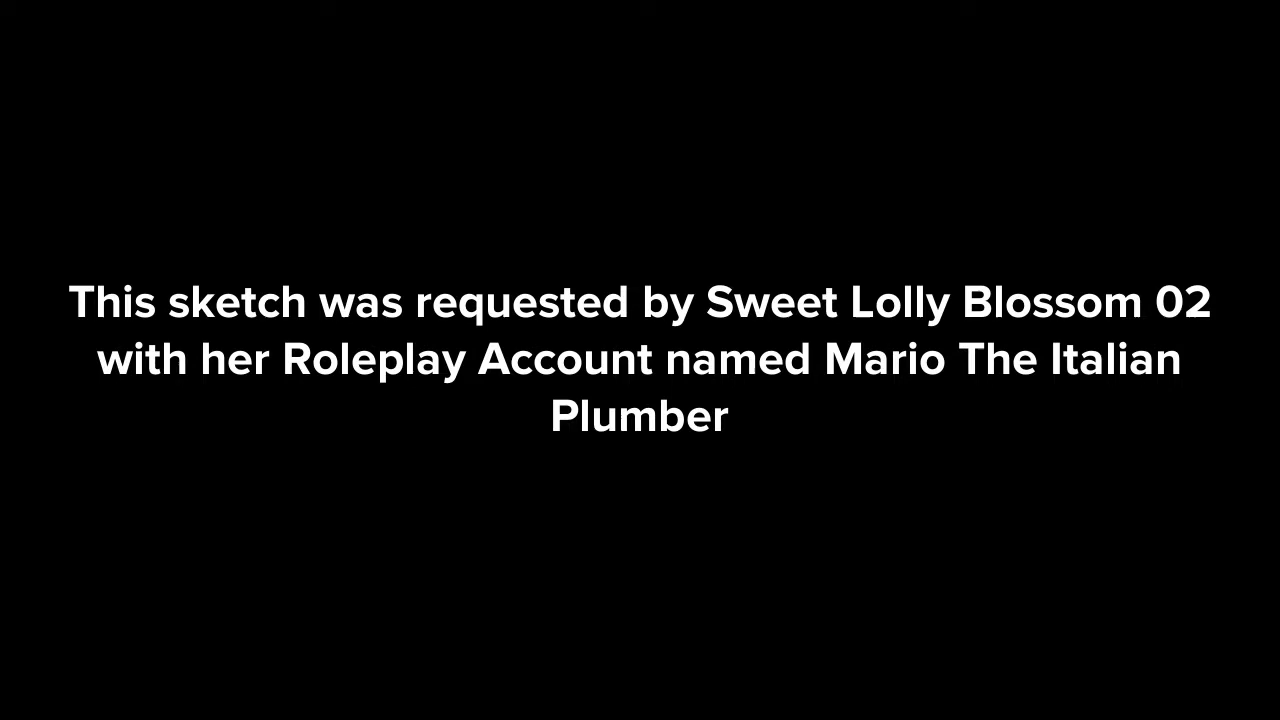 This sketch was requested by Sweet Lolly Blossom 02
with her Roleplay Account named Mario The Italian
Plumber